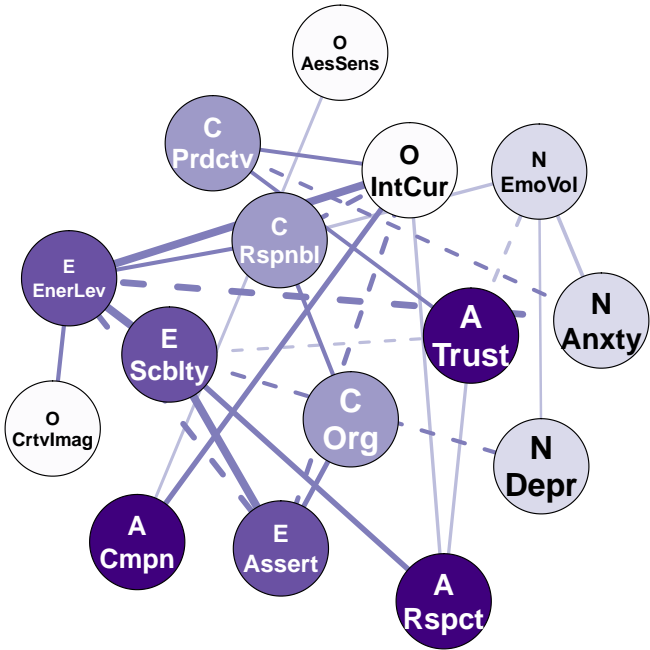 O
AesSens
C
Prdctv
O
IntCur
N
EmoVol
C
Rspnbl
E
EnerLev
N
Anxty
A
Trust
E
Scblty
O
CrtvImag
C
Org
N
Depr
A
Cmpn
E
Assert
A
Rspct